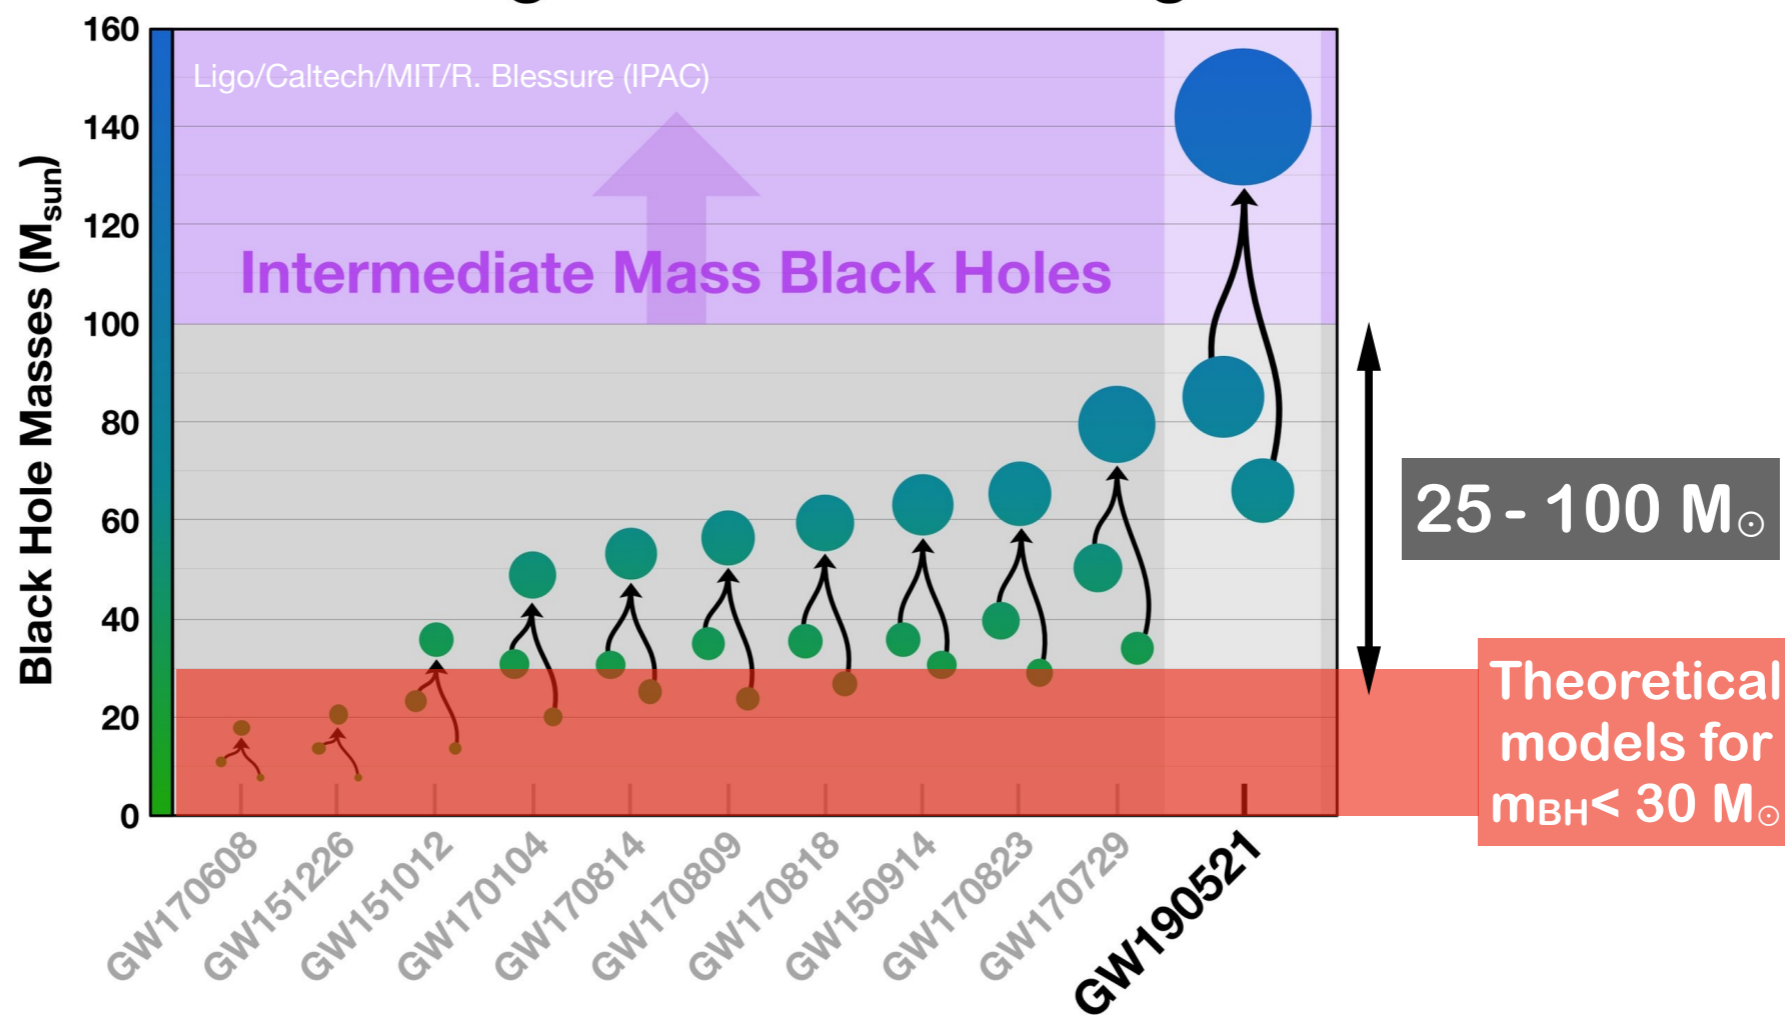 160
Ligo/Caltech/MIT/R. Blessure (IPAC)
140
120
Intermediate Mass Black Holes
100
80
60
40
20
0
Black Hole Masses (Msun)
25 - 100 M☉
Theoretical
models for
mBH< 30 M☉
GW170608
GW151226
GW151012
GW170104
GW170814
GW170809
GW170818
GW150914
GW170823
GW170729
GW190521